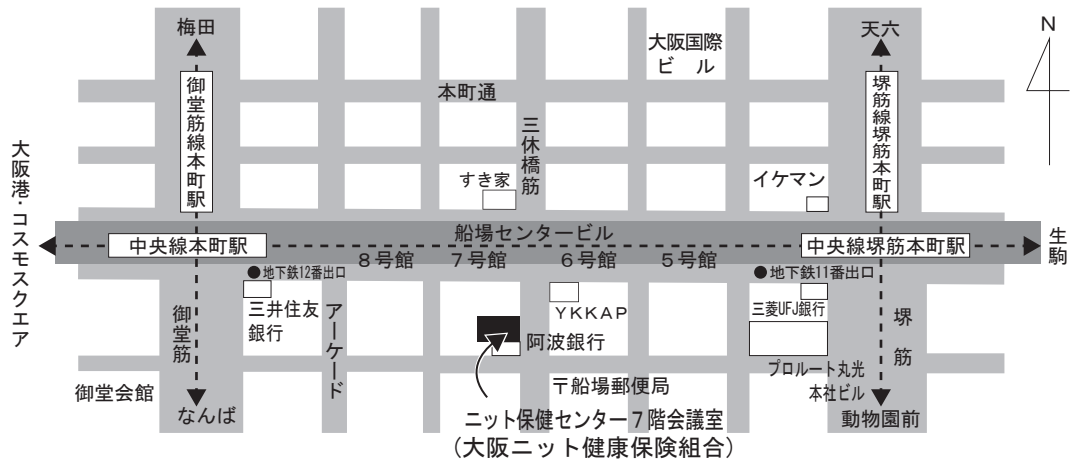 梅田
天六
N
大阪国際
ビル
本町通
御堂筋線本町駅
堺筋線堺筋本町駅
三休橋筋
すき家
イケマン
大阪港・コスモスクエア
船場センタービル
中央線本町駅
中央線堺筋本町駅
生駒
8号館
7号館
6号館
5号館
●地下鉄12番出口
●地下鉄11番出口
三井住友
銀行
アーケード
YKKAP
三菱UFJ銀行
御堂筋
堺筋
阿波銀行
プロルート丸光
本社ビル
御堂会館
〒船場郵便局
なんば
動物園前
ニット保健センター7階会議室
(大阪ニット健康保険組合)